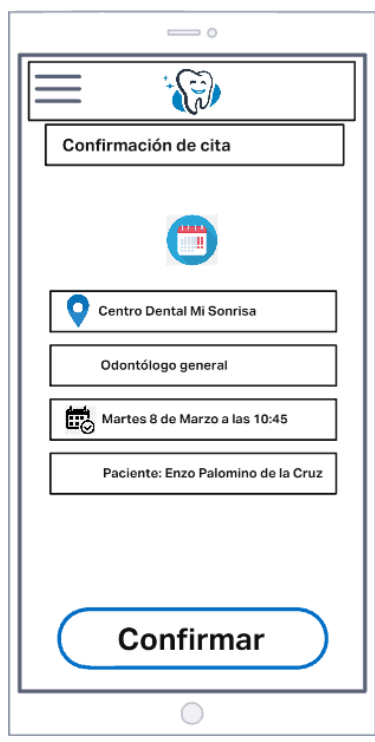 Confirmación de cita
Centro Dental Mi Sonrisa
Odontólogo general
Martes 8 de Marzo a las 10:45
Paciente: Enzo Palomino de la Cruz
Confirmar